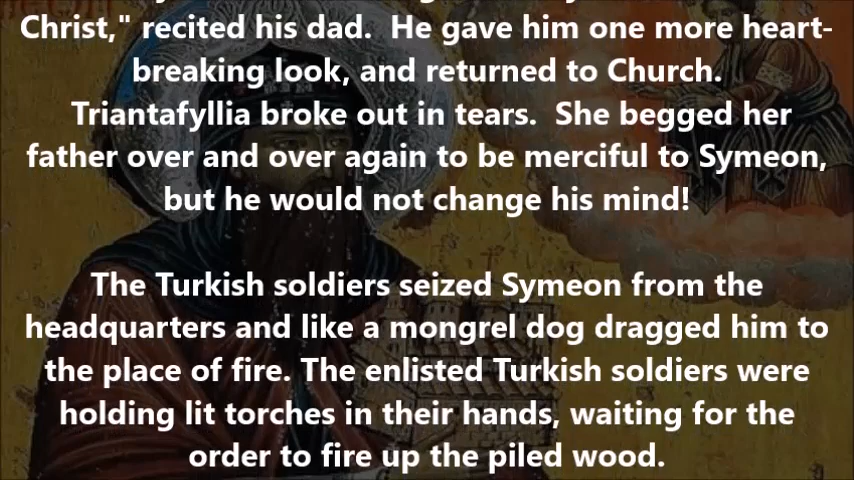 Christ," recited his dad.  He gave him one more heart-
breaking look, and returned to Church.
Triantafyllia broke out in tears.  She begged her
father over and over again to be merciful to Symeon,
but he would not change his mind!
The Turkish soldiers seized Symeon from the
headquarters and like a mongrel dog dragged him to
the place of fire. The enlisted Turkish soldiers were
holding lit torches in their hands, waiting for the
order to fire up the piled wood.